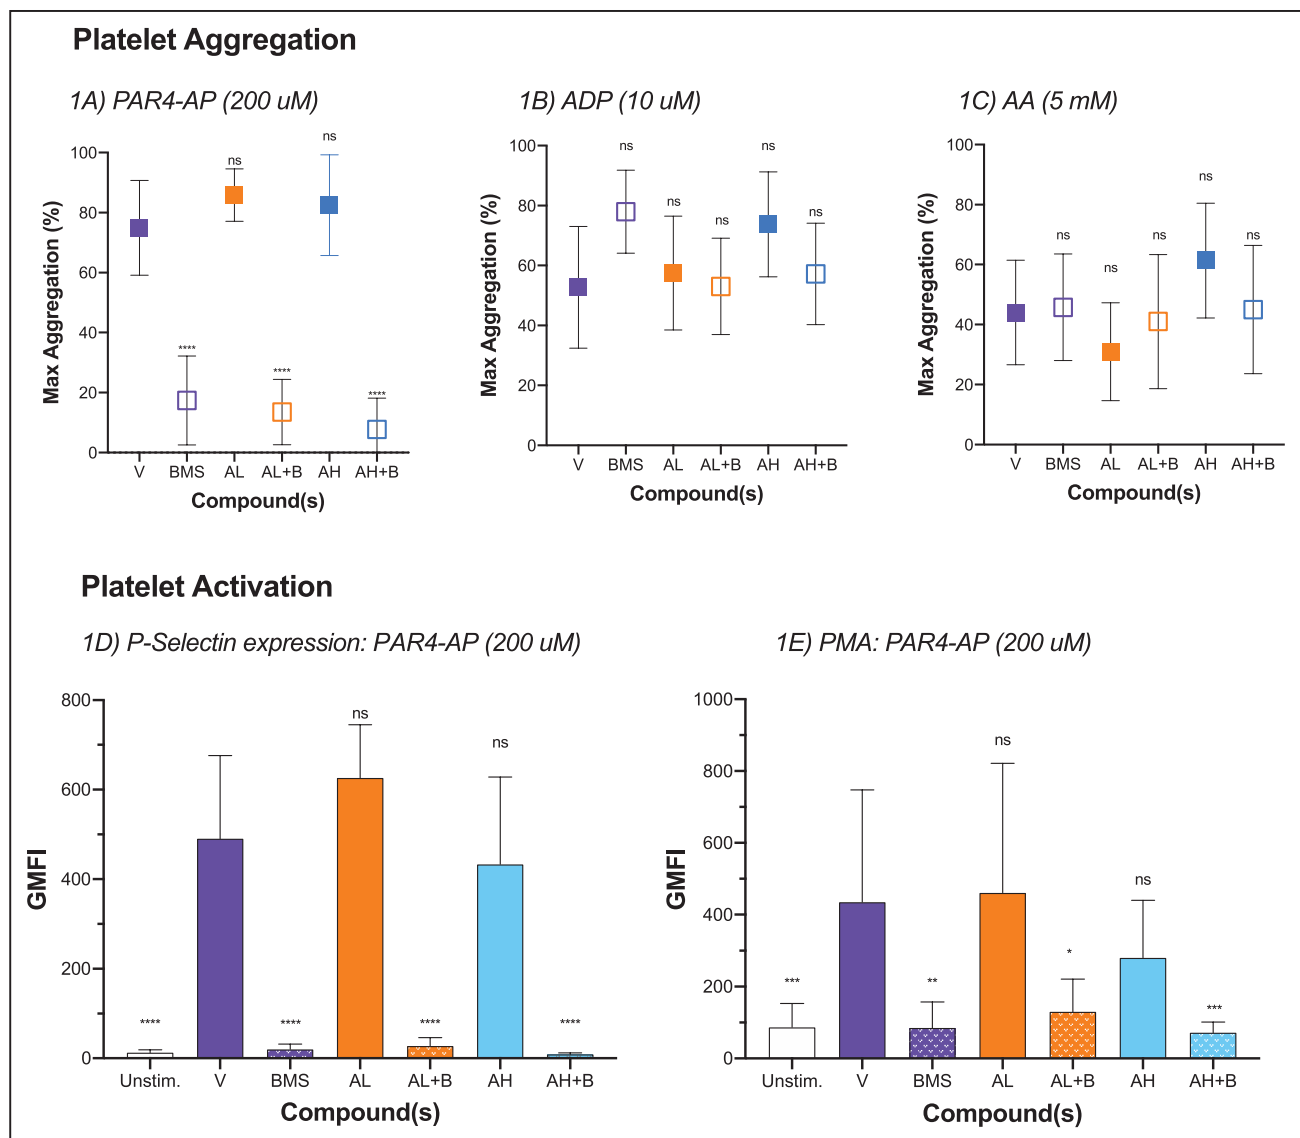 Platelet Aggregation
1A) PAR4-AP (200 uM)
1B) ADP (10 uM)
1C) AA (5 mM)
Max Aggregation (%)
100
80
60
40
20
0
ns
ns
****
****
****
V BMS AL AL+B AH AH+B
Compound(s)
Max Aggregation (%)
100
80
60
40
20
0
ns
ns
ns
ns
ns
V BMS AL AL+B AH AH+B
Compound(s)
Max Aggregation (%)
100
80
60
40
20
0
ns
ns
ns
ns
ns
V BMS AL AL+B AH AH+B
Compound(s)
Platelet Activation
1D) P-Selectin expression: PAR4-AP (200 uM)
1E) PMA: PAR4-AP (200 uM)
GMFI
800
600
400
200
0
****
****
ns
****
ns
****
Unstim. V BMS AL AL+B AH AH+B
Compound(s)
GMFI
1000
800
600
400
200
0
***
**
ns
*
ns
***
Unstim. V BMS AL AL+B AH AH+B
Compound(s)